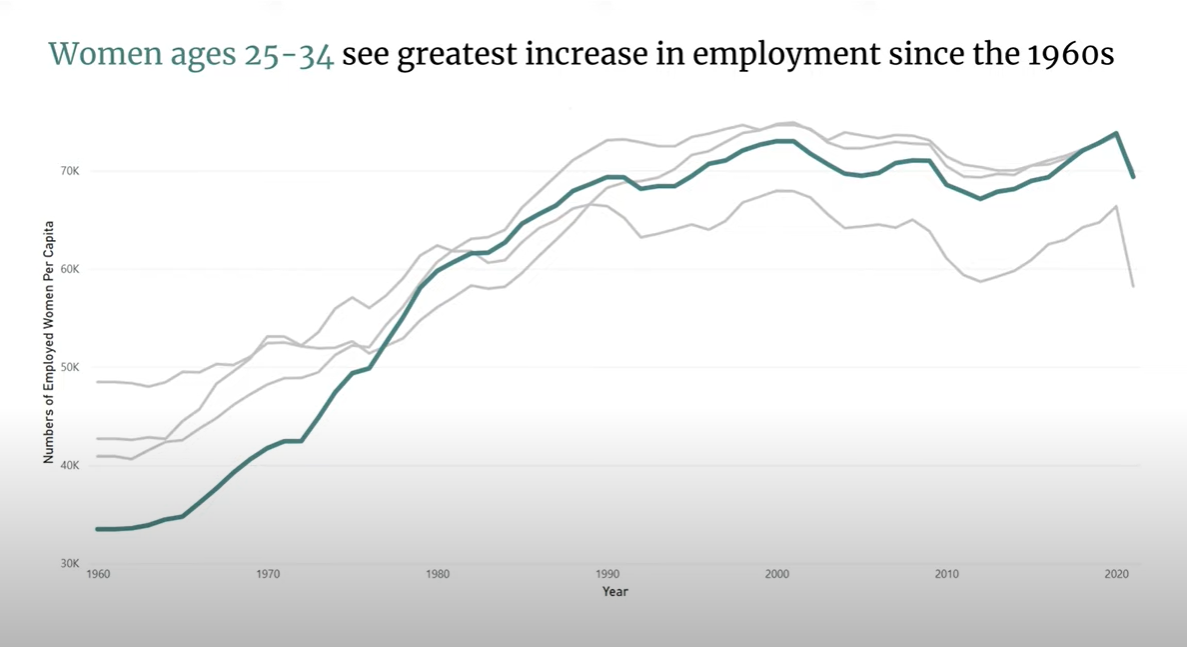 Women ages 25-34 see greatest increase in employment since the 1960s
Numbers of Employed Women Per Capita
70K
60K
50K
40K
30K
1960 1970 1980 1990 2000 2010 2020
Year